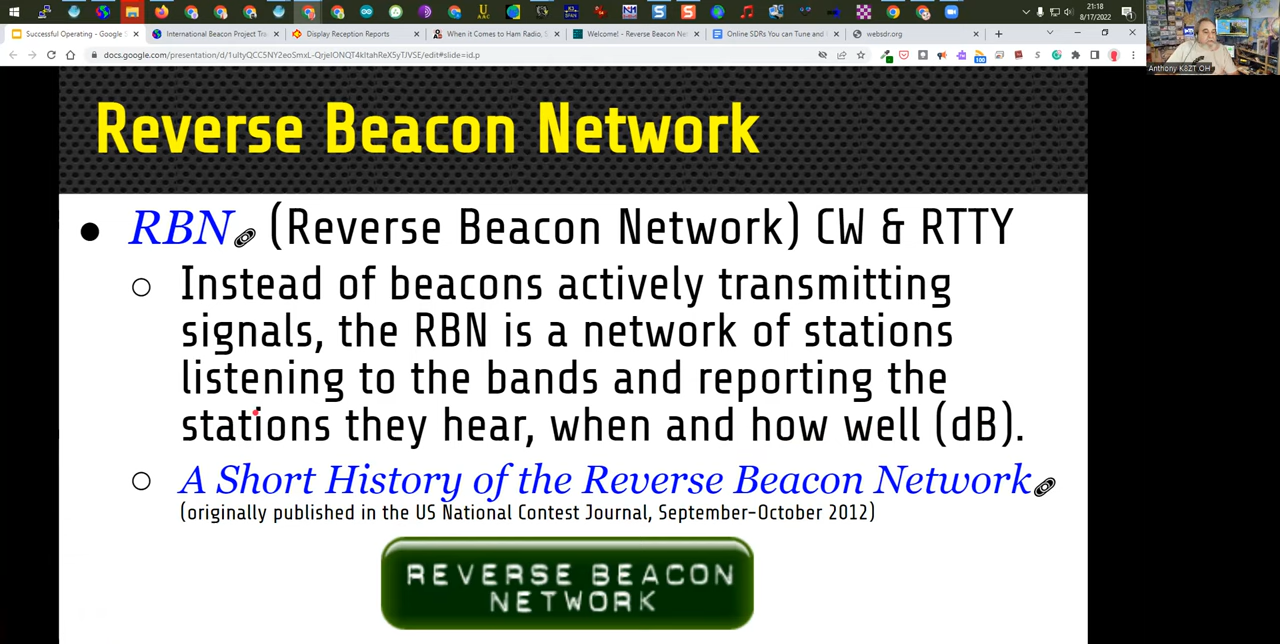 21:18
8/17/2022
Successful Operating - Google
International Beacon Project Tra
Display Reception Reports
When it Comes to Ham Radio, S
Welcome! - Reverse Beacon Net
Online SDRs You can Tune and
websdr.org
docs.google.com/presentation/d/
/edit#slide=id.p
Anthony K8ZT OH
Reverse Beacon Network
● RBN (Reverse Beacon Network) CW & RTTY
○ Instead of beacons actively transmitting
signals, the RBN is a network of stations
listening to the bands and reporting the
stations they hear, when and how well (dB).
○ A Short History of the Reverse Beacon Network
(originally published in the US National Contest Journal, September-October 2012)
REVERSE BEACON
NETWORK